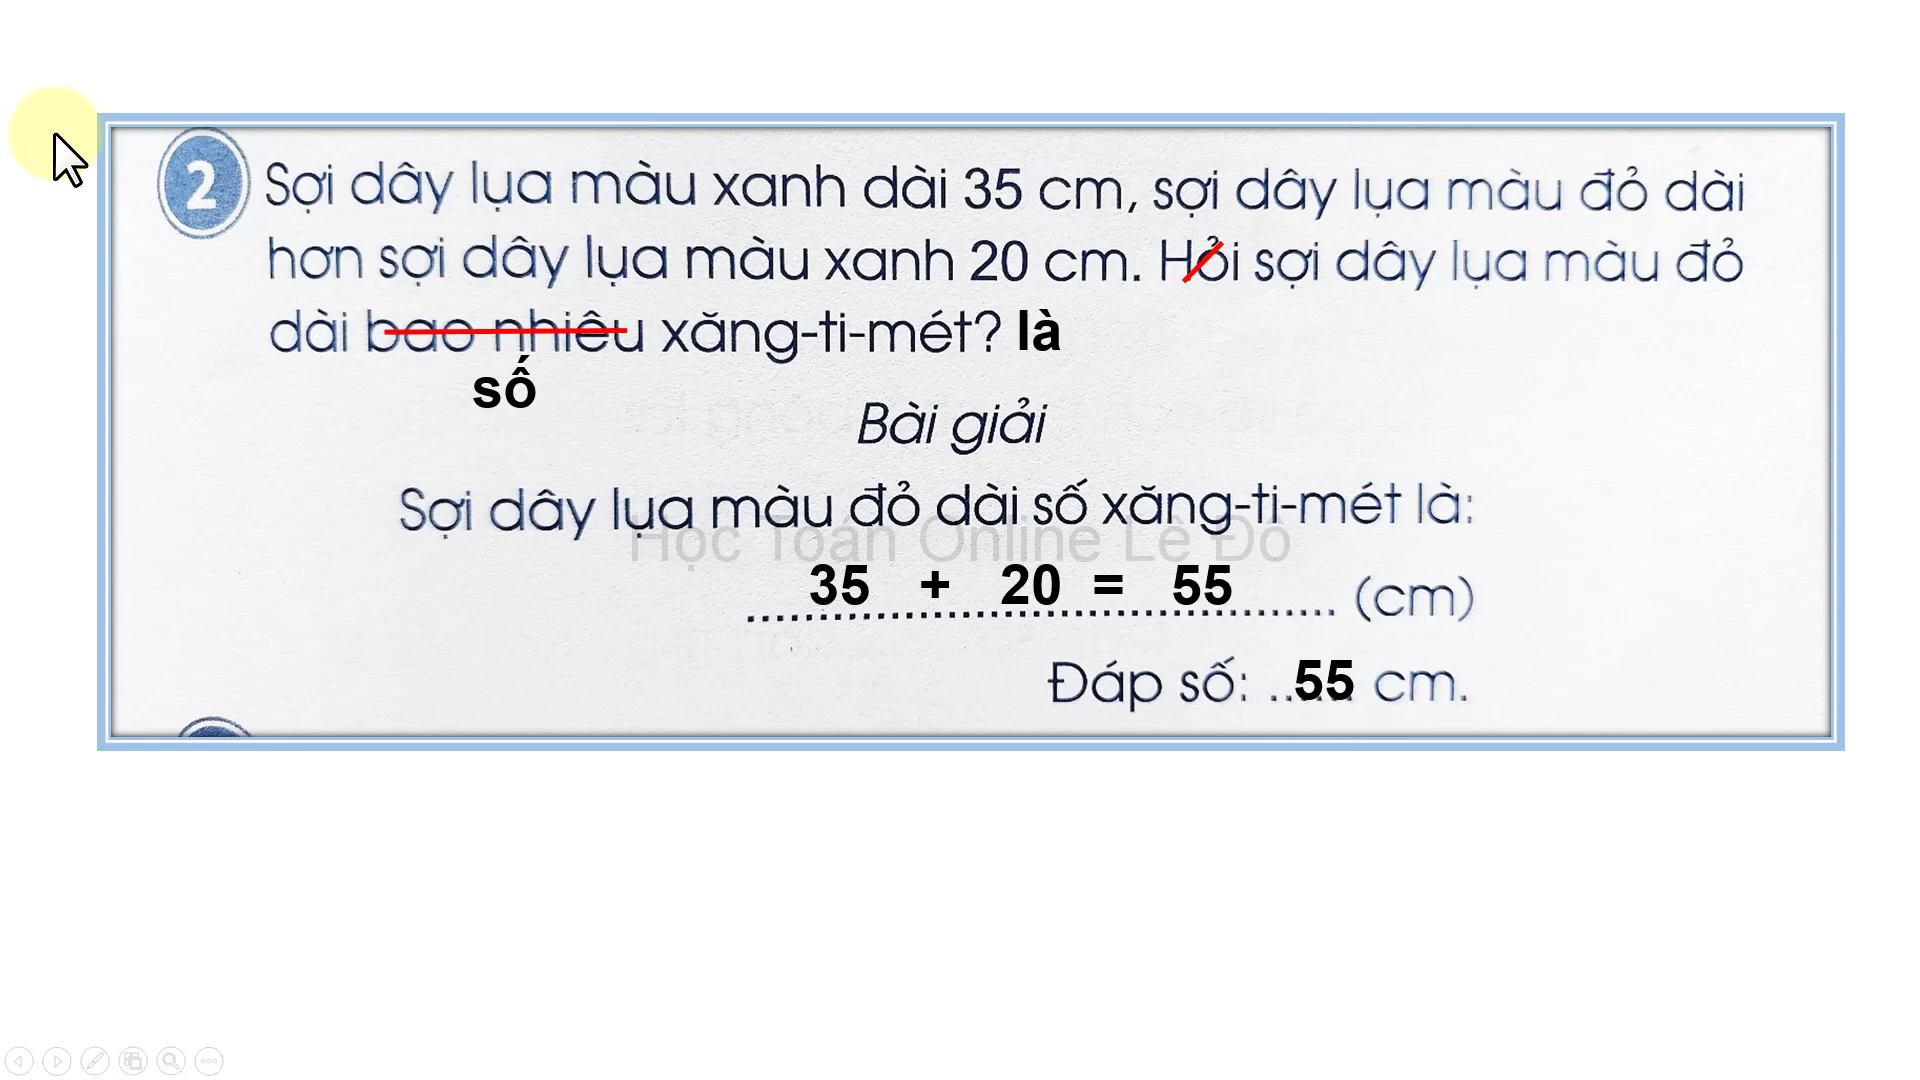 2 Sợi dây lụa màu xanh dài 35 cm, sợi dây lụa màu đỏ dài
hơn sợi dây lụa màu xanh 20 cm. Hỏi sợi dây lụa màu đỏ
dài bao nhiêu xăng-ti-mét? là
số
Bài giải
Sợi dây lụa màu đỏ dài số xăng-ti-mét là:
Học Toán Online Lê Đô
35 + 20 = 55 (cm)
Đáp số: ..55 cm.